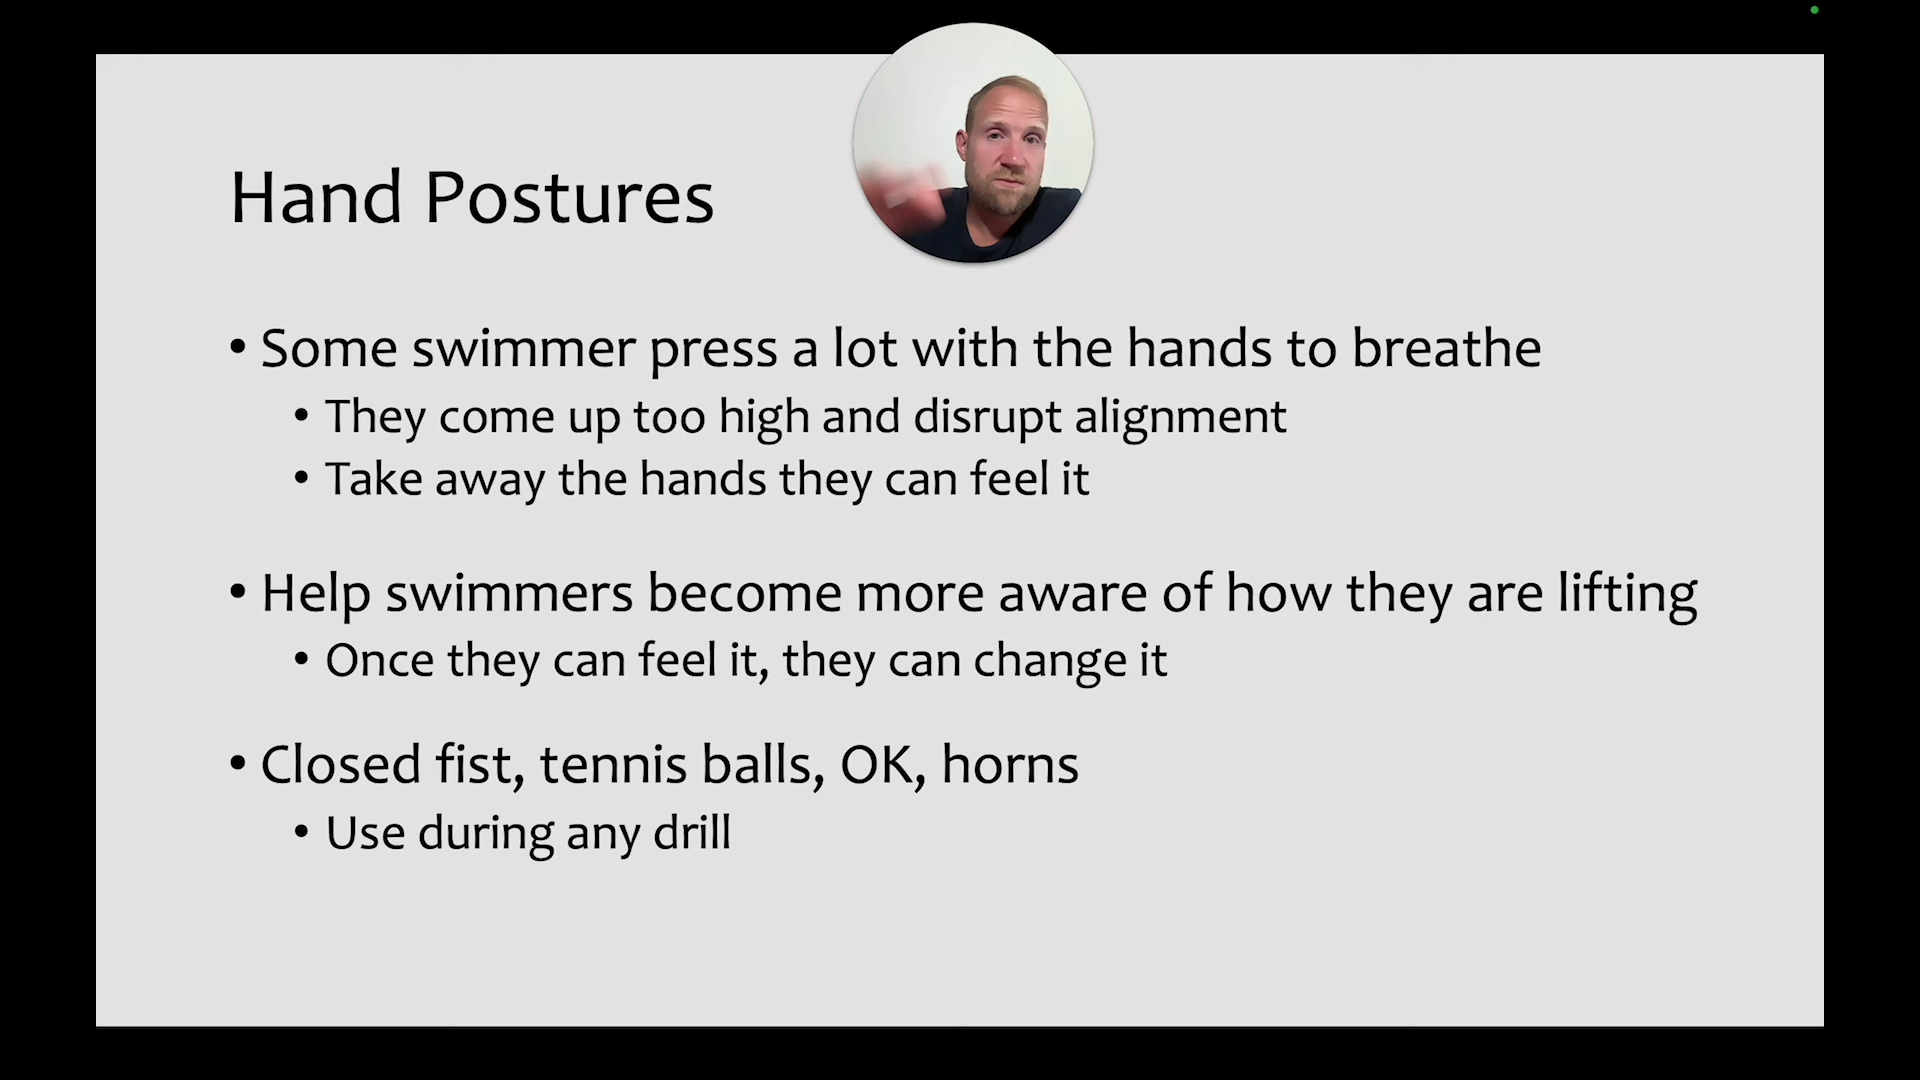 Hand Postures
• Some swimmer press a lot with the hands to breathe
• They come up too high and disrupt alignment
• Take away the hands they can feel it
• Help swimmers become more aware of how they are lifting
• Once they can feel it, they can change it
• Closed fist, tennis balls, OK, horns
• Use during any drill